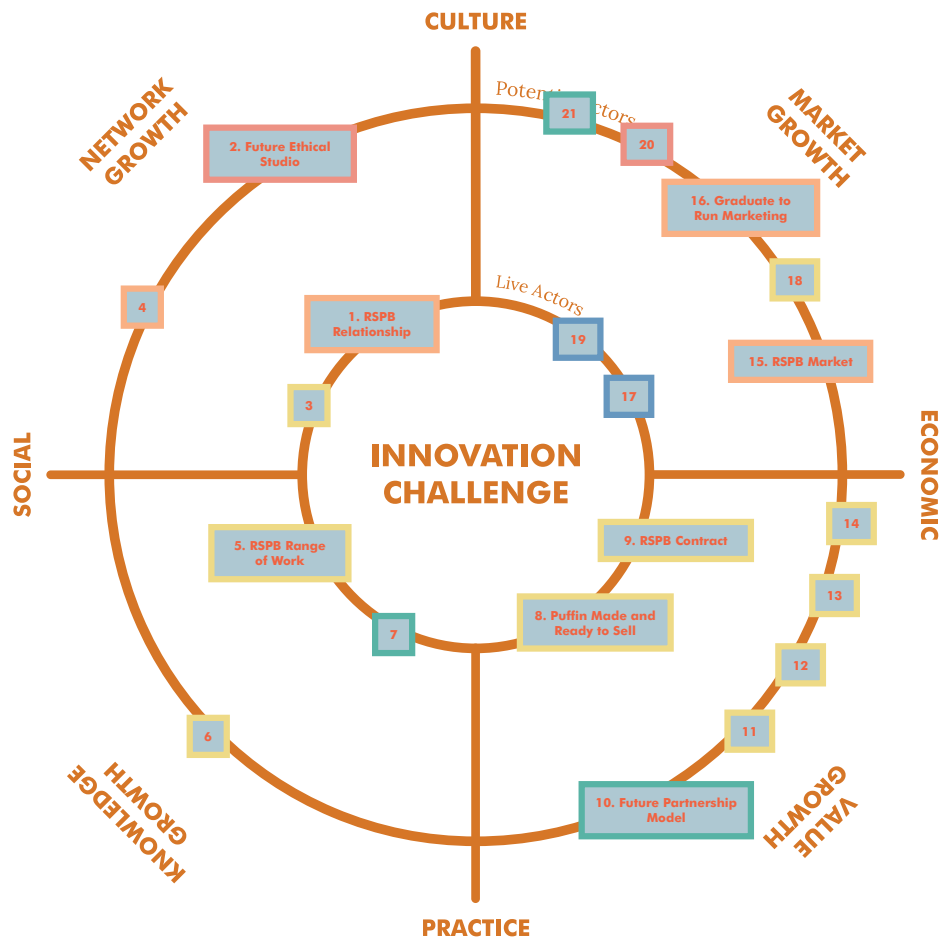 CULTURE
NETWORK
GROWTH
MARKET
GROWTH
Potential Actors
21
20
2. Future Ethical
Studio
16. Graduate to
Run Marketing
18
4
Live Actors
1. RSPB
Relationship
19
15. RSPB Market
17
3
SOCIAL
INNOVATION
CHALLENGE
ECONOMIC
14
9. RSPB Contract
5. RSPB Range
of Work
13
8. Puffin Made and
Ready to Sell
7
12
11
6
KNOWLEDGE
GROWTH
VALUE
GROWTH
10. Future Partnership
Model
PRACTICE